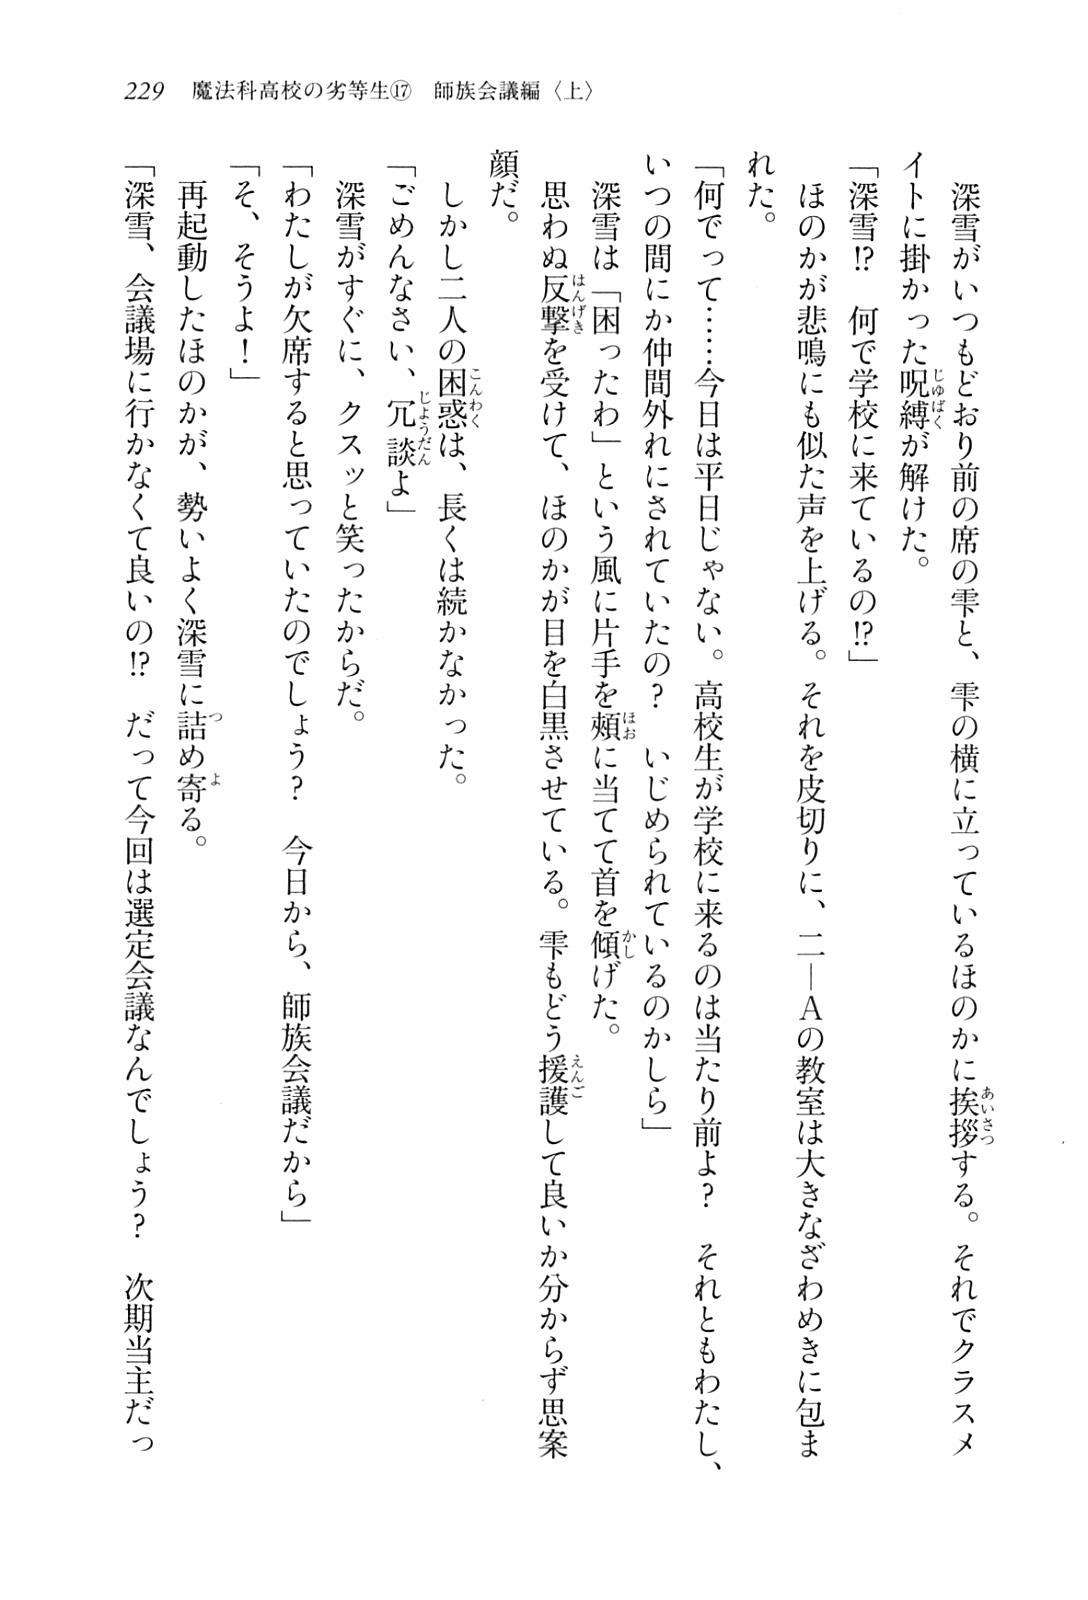 229　魔法科高校の劣等生⑰　師族会議編〈上〉
　深雪がいつもどおり前の席の雫と、雫の横に立っているほのかに挨拶する。それでクラスメ
イトに掛かった呪縛が解けた。
「深雪!?　何で学校に来ているの!?」
　ほのかが悲鳴にも似た声を上げる。それを皮切りに、二―Ａの教室は大きなざわめきに包ま
れた。
「何でって……今日は平日じゃない。高校生が学校に来るのは当たり前よ？　それともわたし、
いつの間にか仲間外れにされていたの？　いじめられているのかしら」
　深雪は「困ったわ」という風に片手を頰に当てて首を傾げた。
　思わぬ反撃を受けて、ほのかが目を白黒させている。雫もどう援護して良いか分からず思案
顔だ。
　しかし二人の困惑は、長くは続かなかった。
「ごめんなさい、冗談よ」
　深雪がすぐに、クスッと笑ったからだ。
「わたしが欠席すると思っていたのでしょう？　今日から、師族会議だから」
「そ、そうよ！」
　再起動したほのかが、勢いよく深雪に詰め寄る。
「深雪、会議場に行かなくて良いの!?　だって今回は選定会議なんでしょう？　次期当主だっ